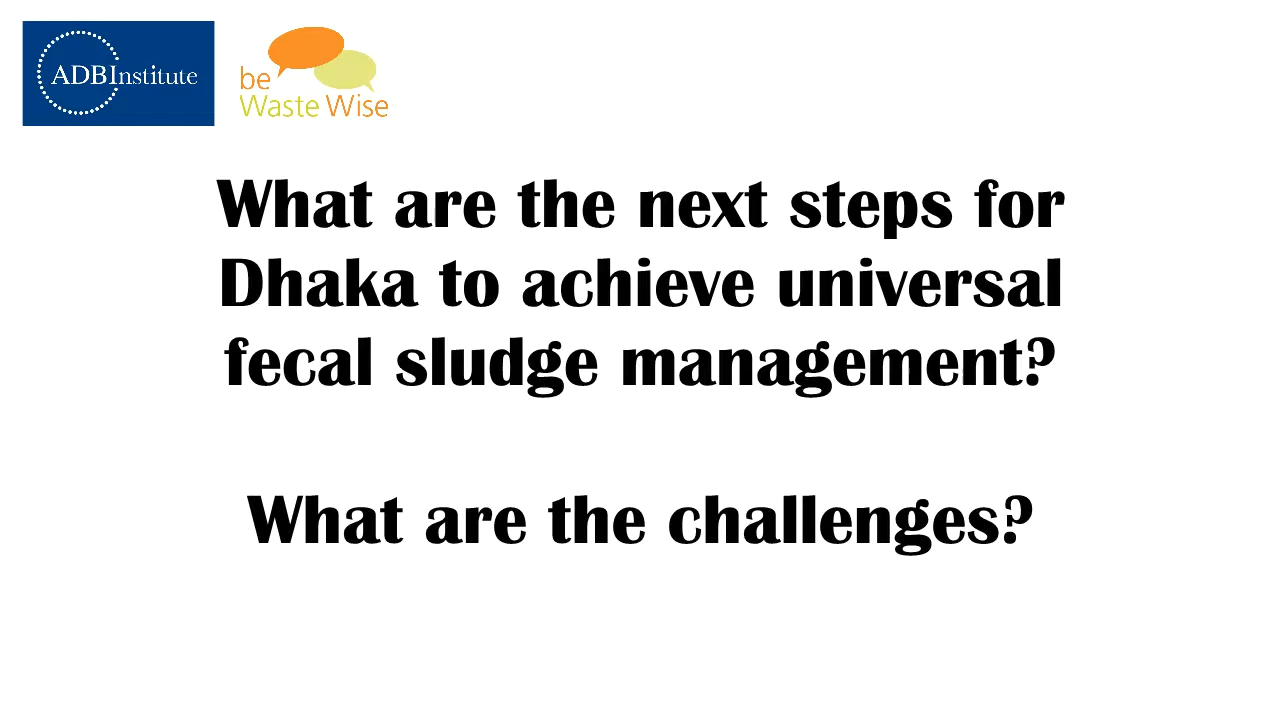 ADBInstitute
be
Waste Wise
What are the next steps for
Dhaka to achieve universal
fecal sludge management?
What are the challenges?